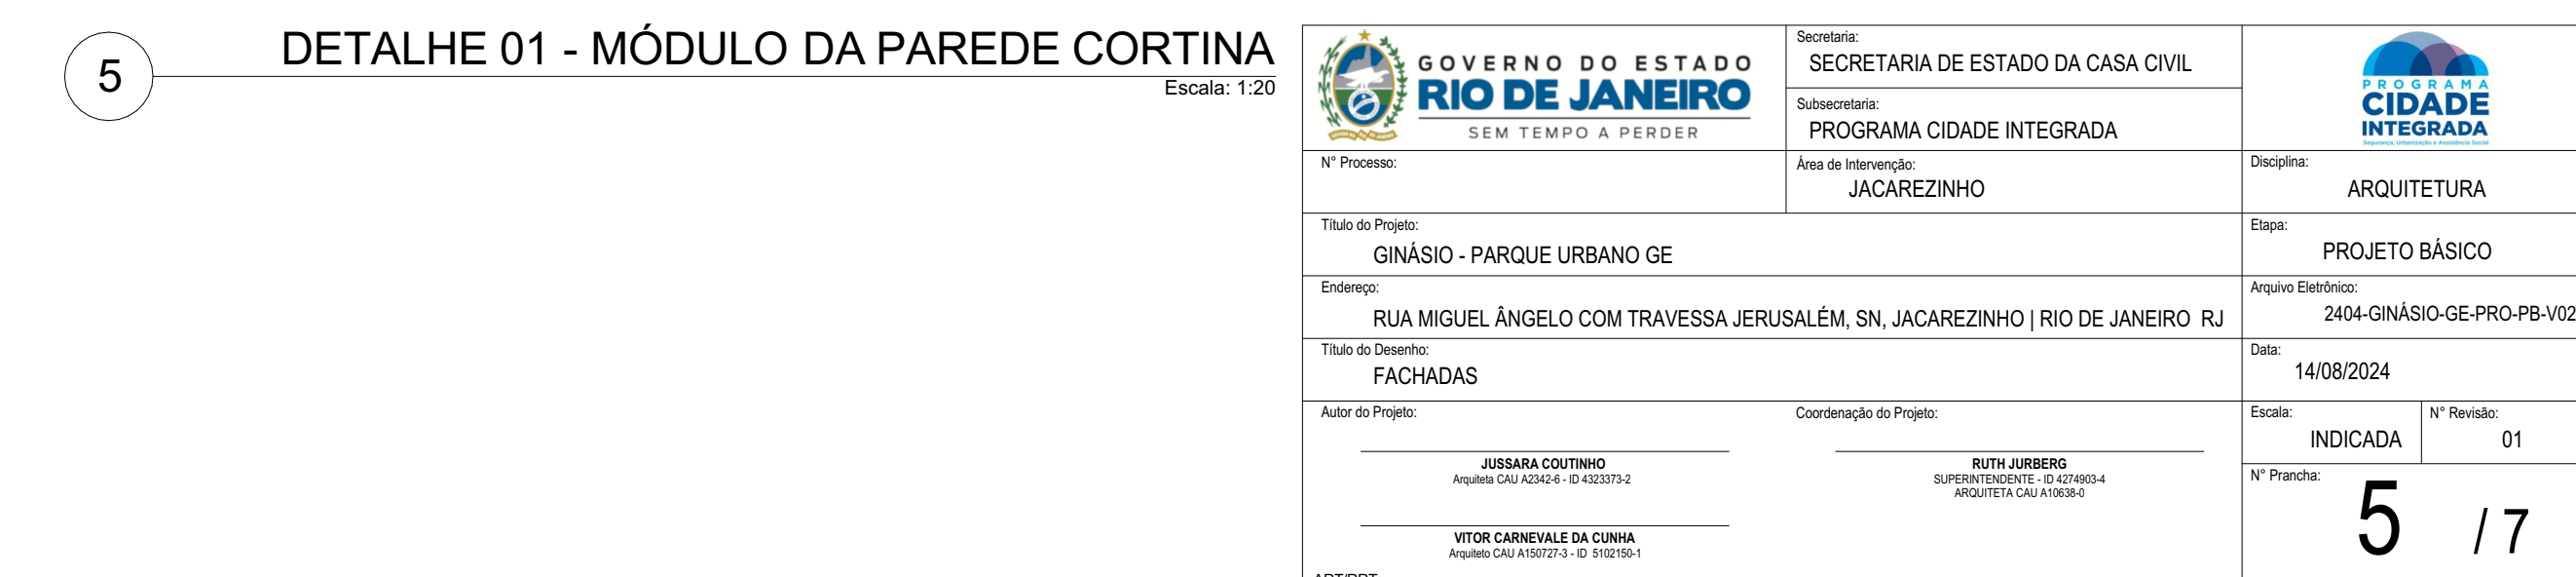 5
DETALHE 01 - MÓDULO DA PAREDE CORTINA
Escala: 1:20
GOVERNO DO ESTADO
RIO DE JANEIRO
SEM TEMPO A PERDER
Secretaria:
SECRETARIA DE ESTADO DA CASA CIVIL
Subsecretaria:
PROGRAMA CIDADE INTEGRADA
PROGRAMA
CIDADE
INTEGRADA
Segurança, Urbanização e Assistência Social
N° Processo:
Área de Intervenção:
JACAREZINHO
Disciplina:
ARQUITETURA
Título do Projeto:
GINÁSIO - PARQUE URBANO GE
Etapa:
PROJETO BÁSICO
Endereço:
RUA MIGUEL ÂNGELO COM TRAVESSA JERUSALÉM, SN, JACAREZINHO | RIO DE JANEIRO  RJ
Arquivo Eletrônico:
2404-GINÁSIO-GE-PRO-PB-V02
Título do Desenho:
FACHADAS
Data:
14/08/2024
Autor do Projeto:
Coordenação do Projeto:
Escala:
INDICADA
N° Revisão:
01
JUSSARA COUTINHO
Arquiteta CAU A2342-6 - ID 4323373-2
RUTH JURBERG
SUPERINTENDENTE - ID 4274903-4
ARQUITETA CAU A10638-0
N° Prancha:
5 / 7
VITOR CARNEVALE DA CUNHA
Arquiteto CAU A150727-3 - ID  5102150-1